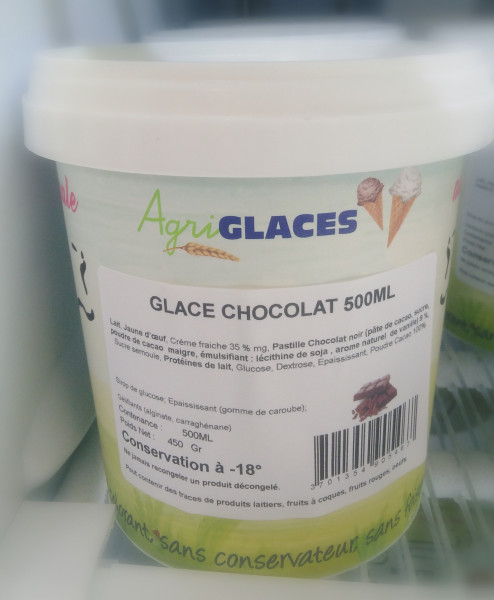 AgriGLACES
GLACE CHOCOLAT 500ML
Lait, Jaune d'œuf, Crème fraiche 35 % mg, Pastille Chocolat noir (pâte de cacao, sucre,
poudre de cacao maigre, émulsifiant : lécithine de soja , arome naturel de vanille) 8 %,
Sucre semoule, Protéines de lait, Glucose, Dextrose, Epaississant, Poudre Cacao 100%
Sirop de glucose, Epaississant (gomme de caroube),
Gélifiants (alginate, carraghénane)
Contenance : 500ML
Poids Net : 450 Gr
Conservation à -18°
Ne jamais recongeler un produit décongelé.
Peut contenir des traces de produits laitiers, fruits à coques, fruits rouges, oeufs
sans conservateur, sans